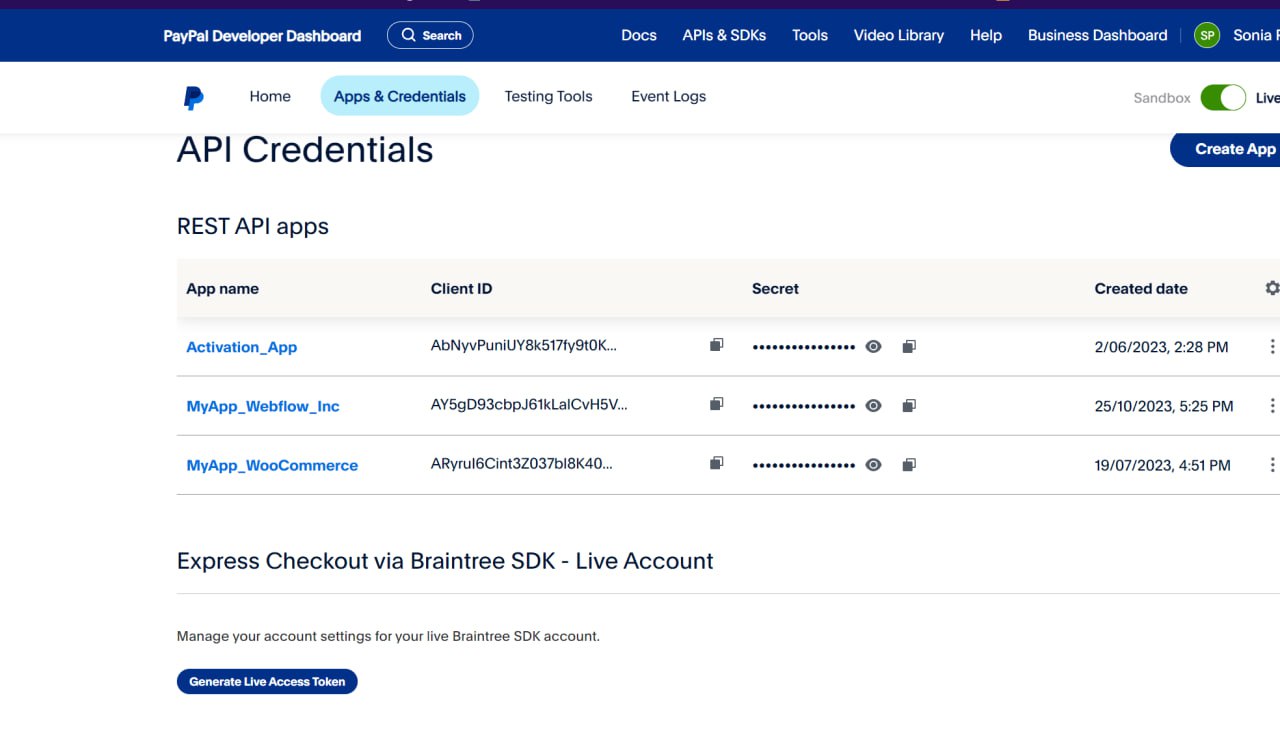 PayPal Developer Dashboard Search Docs APIs & SDKs Tools Video Library Help Business Dashboard SP Sonia
Home Apps & Credentials Testing Tools Event Logs Sandbox Live
API Credentials Create App
REST API apps
App name Client ID Secret Created date
Activation_App AbNyvPuniUY8k517fy9t0K... •••••••••••••••• 2/06/2023, 2:28 PM
MyApp_Webflow_Inc AY5gD93cbpJ61kLalCvH5V... •••••••••••••••• 25/10/2023, 5:25 PM
MyApp_WooCommerce ARyruI6Cint3Z037bI8K40... •••••••••••••••• 19/07/2023, 4:51 PM
Express Checkout via Braintree SDK - Live Account
Manage your account settings for your live Braintree SDK account.
Generate Live Access Token